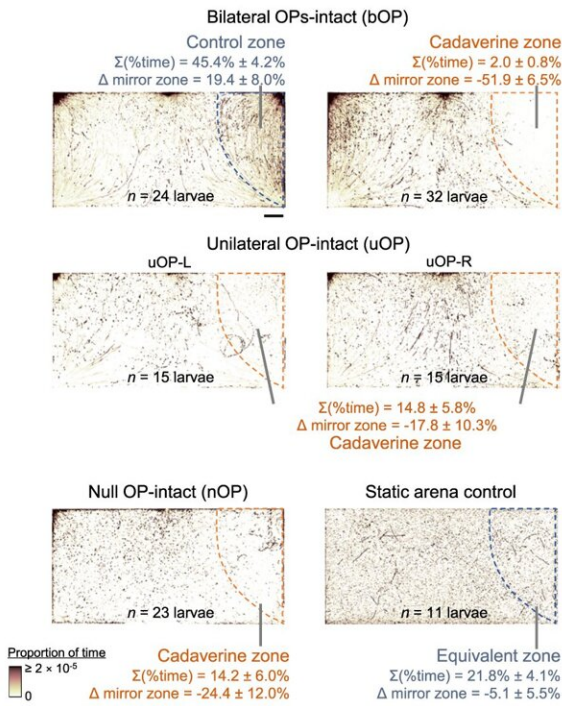 Bilateral OPs-intact (bOP)
Control zone
Σ(%time) = 45.4% ± 4.2%
Δ mirror zone = 19.4 ± 8.0%
Cadaverine zone
Σ(%time) = 2.0 ± 0.8%
Δ mirror zone = -51.9 ± 6.5%
n = 24 larvae
n = 32 larvae
Unilateral OP-intact (uOP)
uOP-L
uOP-R
n = 15 larvae
n = 15 larvae
Σ(%time) = 14.8 ± 5.8%
Δ mirror zone = -17.8 ± 10.3%
Cadaverine zone
Null OP-intact (nOP)
Static arena control
n = 23 larvae
n = 11 larvae
Proportion of time
≥ 2 × 10⁻⁵
0
Cadaverine zone
Σ(%time) = 14.2 ± 6.0%
Δ mirror zone = -24.4 ± 12.0%
Equivalent zone
Σ(%time) = 21.8% ± 4.1%
Δ mirror zone = -5.1 ± 5.5%